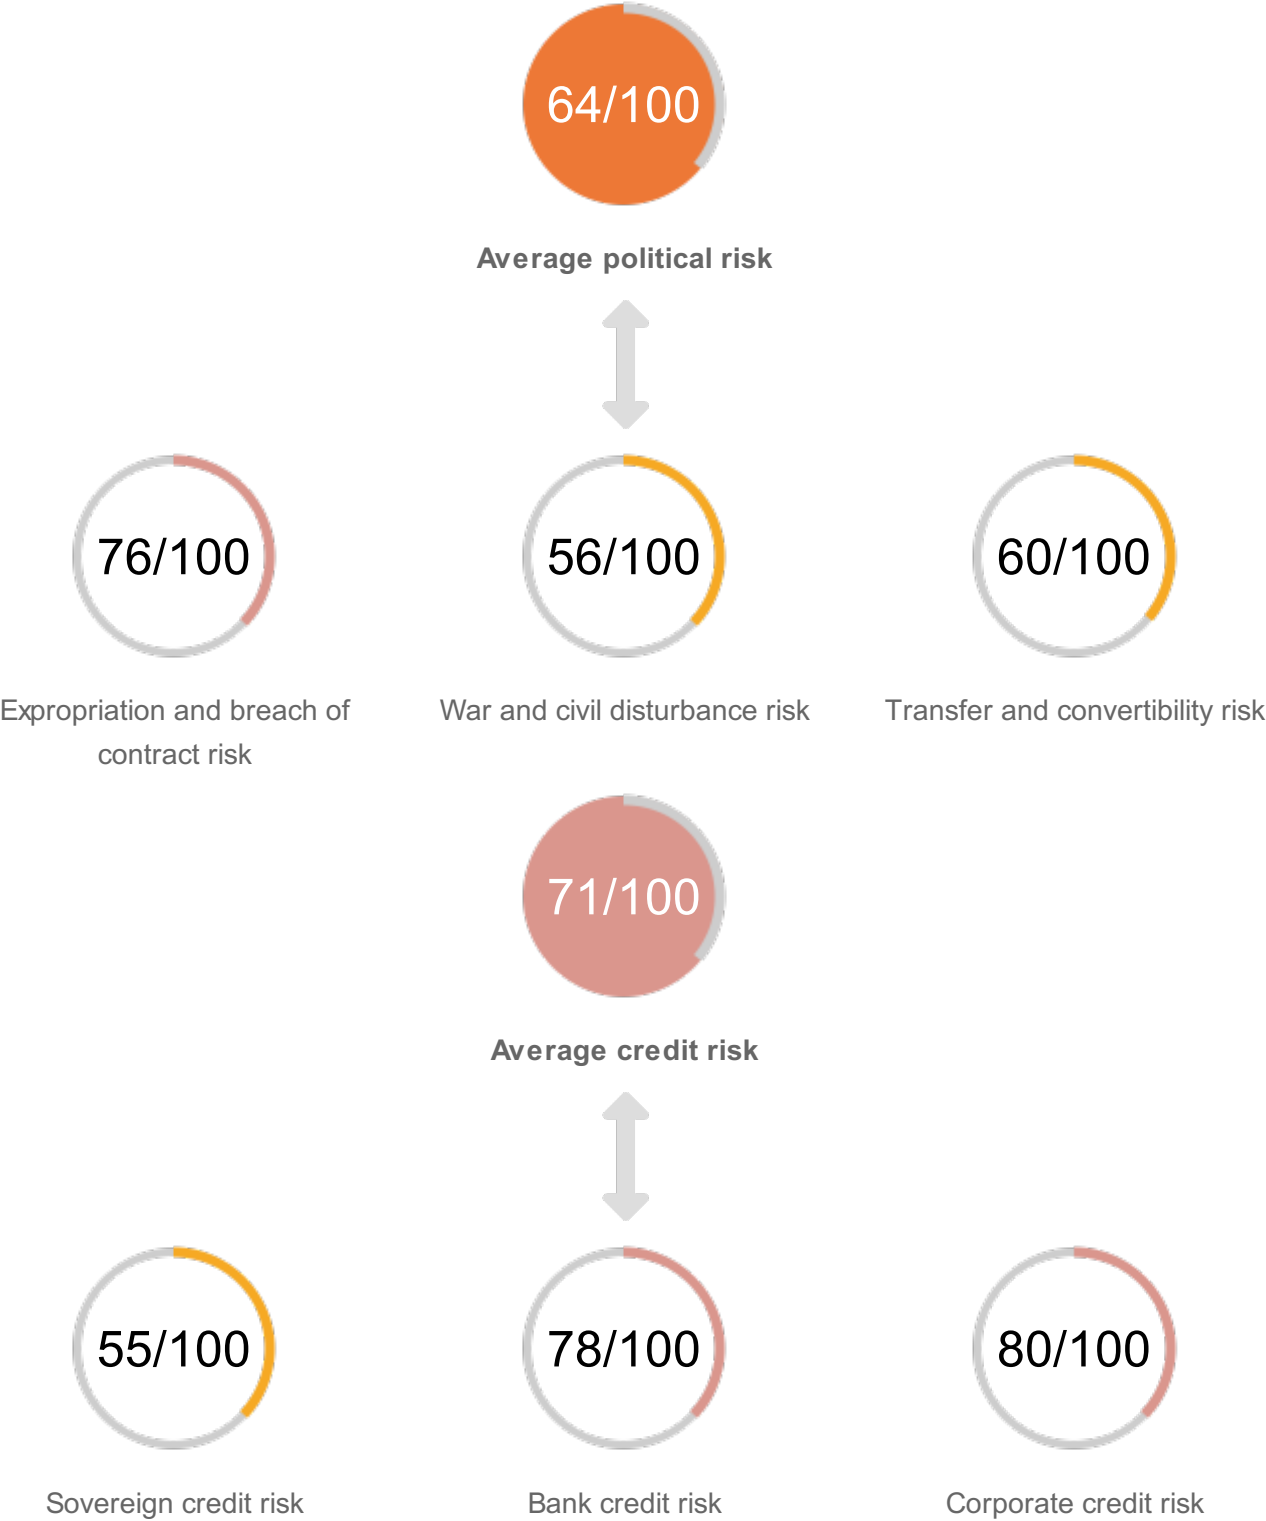 64/100
Average political risk
76/100
56/100
60/100
Expropriation and breach of
contract risk
War and civil disturbance risk
Transfer and convertibility risk
71/100
Average credit risk
55/100
78/100
80/100
Sovereign credit risk
Bank credit risk
Corporate credit risk